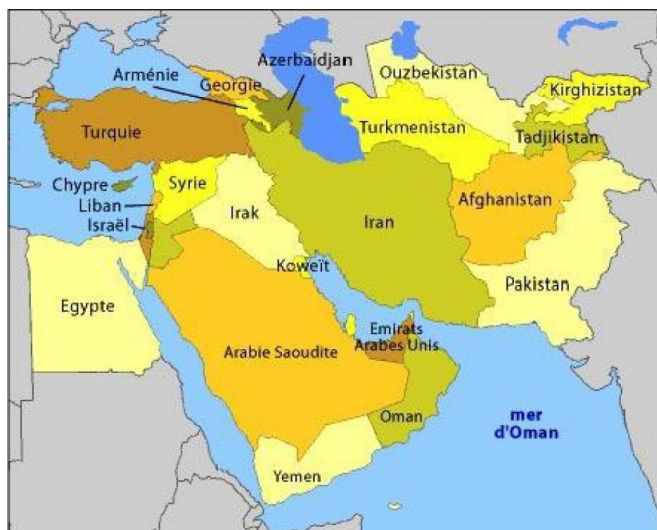 Azerbaidjan
Arménie
Georgie
Ouzbekistan
Kirghizistan
Turquie
Turkmenistan
Tadjikistan
Chypre
Syrie
Liban
Afghanistan
Israël
Irak
Iran
Koweït
Pakistan
Egypte
Emirats
Arabes Unis
Arabie Saoudite
Oman
mer
d'Oman
Yemen